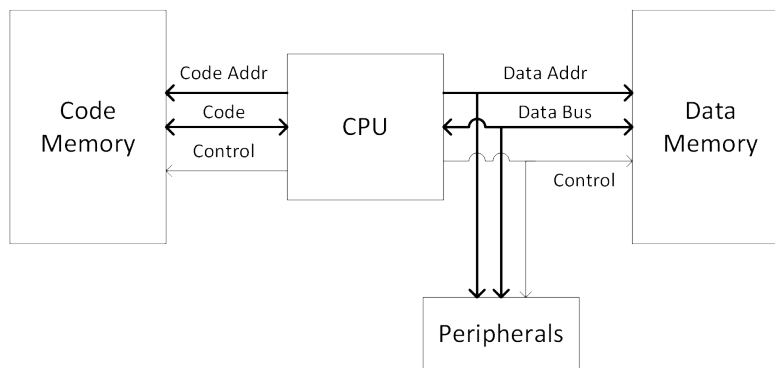 Code Memory
Code Addr
Code
Control
CPU
Data Addr
Data Bus
Control
Data Memory
Peripherals